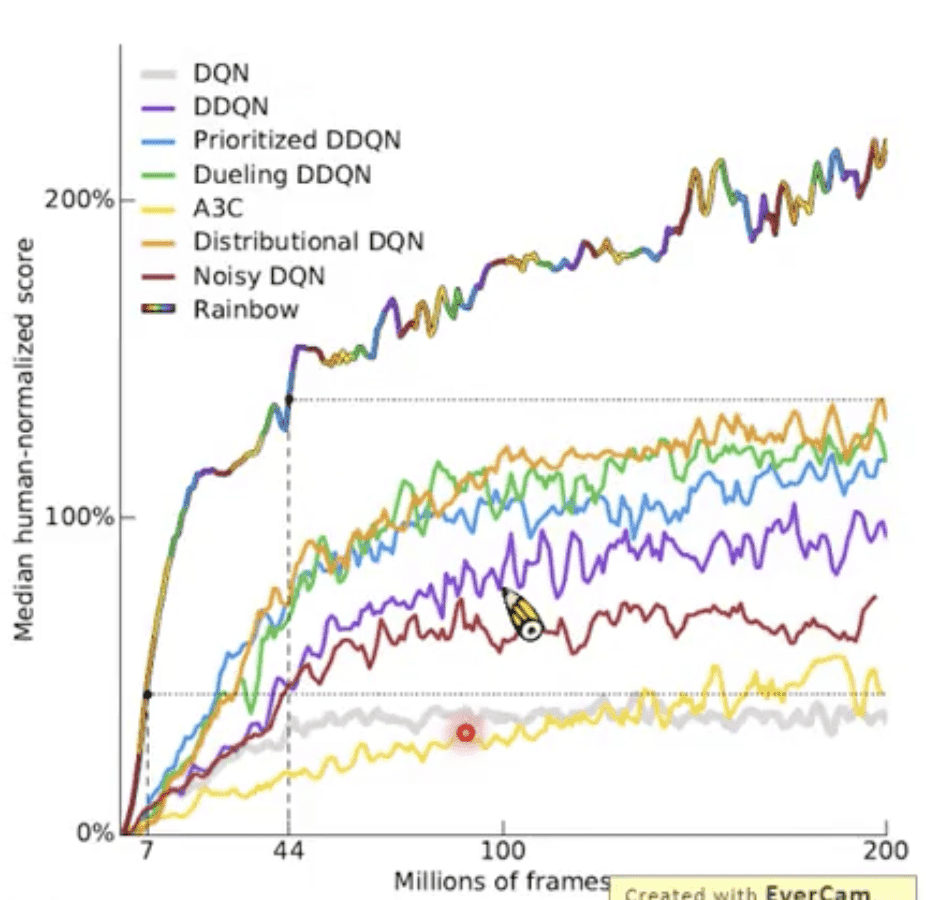 DQN
DDQN
Prioritized DDQN
Dueling DDQN
A3C
Distributional DQN
Noisy DQN
Rainbow
200%
100%
0%
Median human-normalized score
7 44 100 200
Millions of frames
Created with EverCam